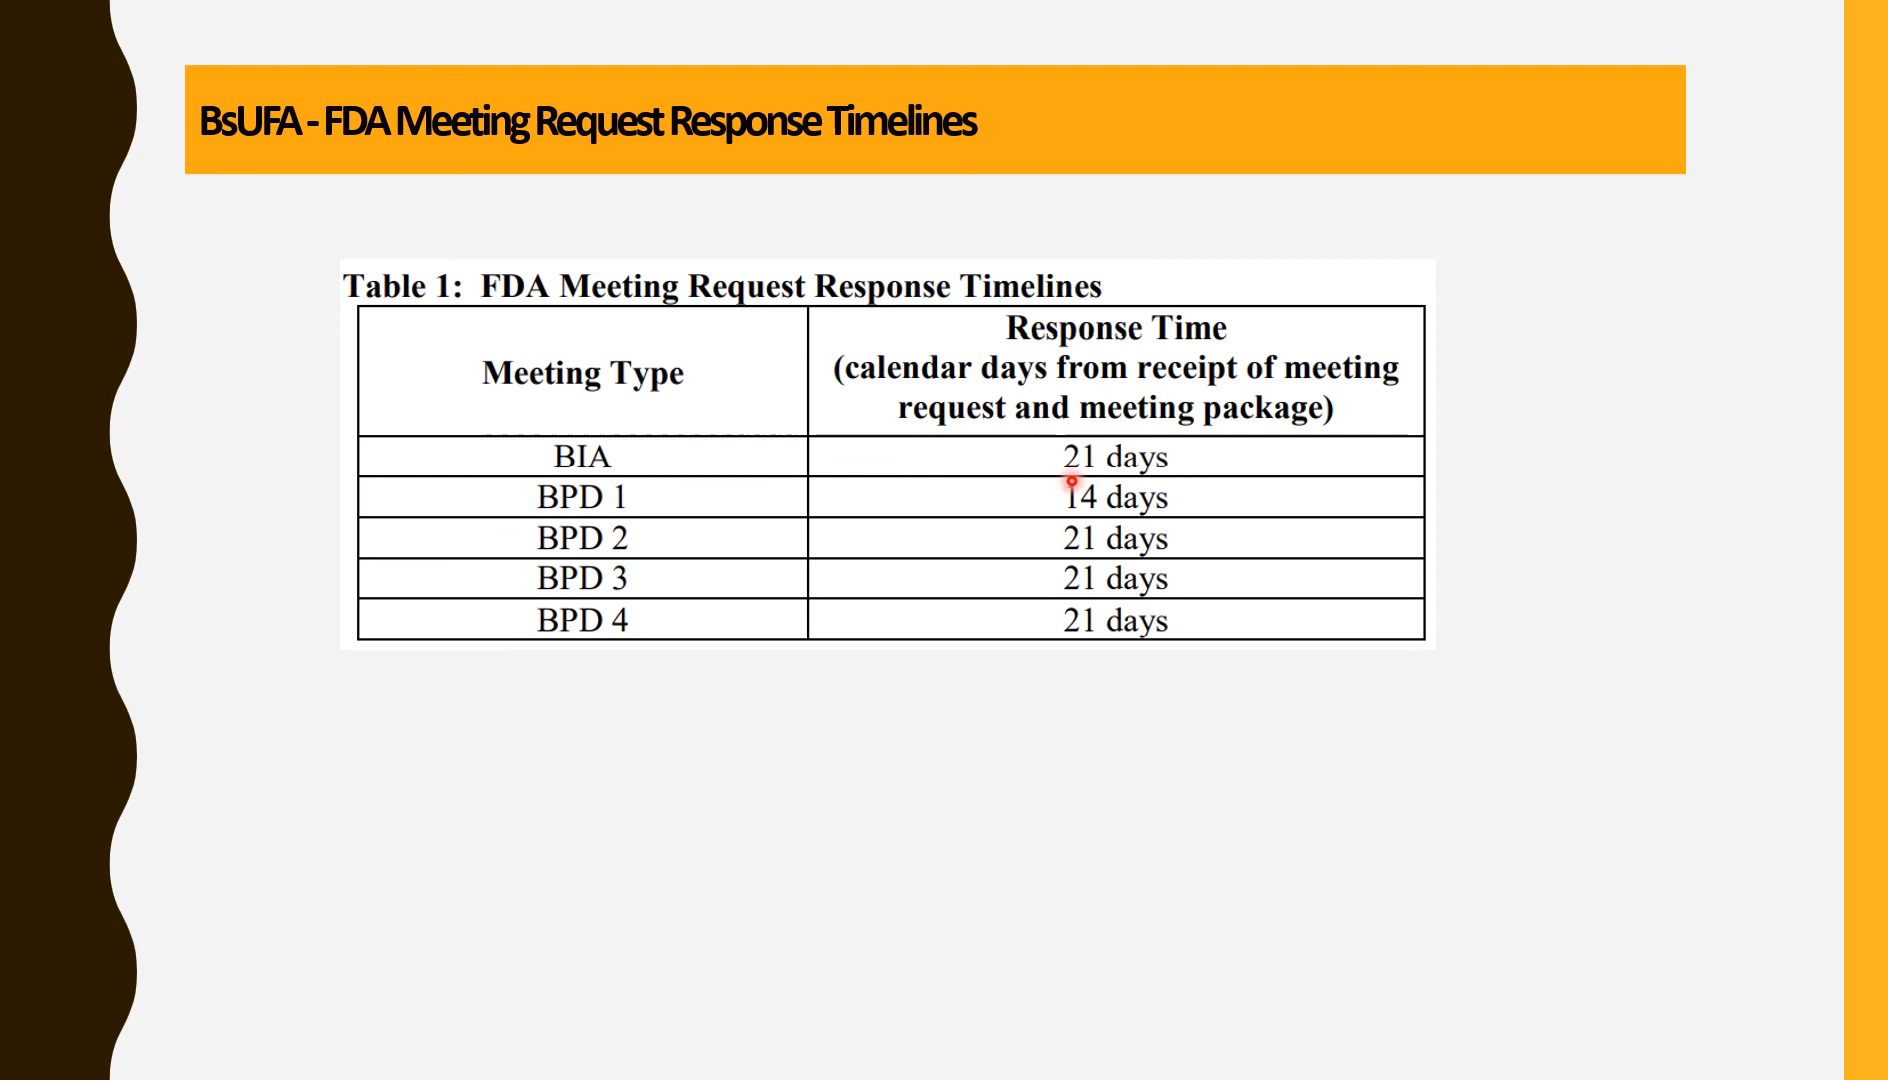 BsUFA - FDA Meeting Request Response Timelines
Table 1: FDA Meeting Request Response Timelines
Meeting Type
Response Time
(calendar days from receipt of meeting
request and meeting package)
BIA 21 days
BPD 1 14 days
BPD 2 21 days
BPD 3 21 days
BPD 4 21 days